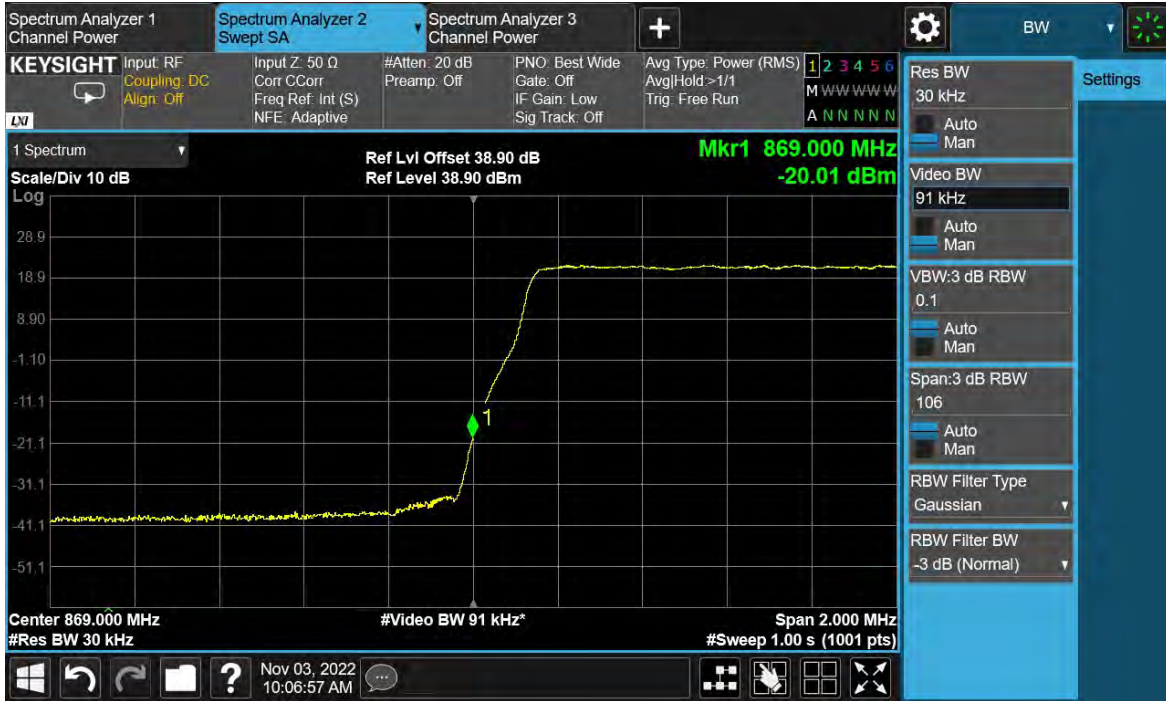 Spectrum Analyzer 1
Channel Power
Spectrum Analyzer 2
Swept SA
Spectrum Analyzer 3
Channel Power
+
BW
KEYSIGHT
LXI
Input: RF
Coupling: DC
Align: Off
Input Z: 50 Ω
Corr CCorr
Freq Ref: Int (S)
NFE: Adaptive
#Atten: 20 dB
Preamp: Off
PNO: Best Wide
Gate: Off
IF Gain: Low
Sig Track: Off
Avg Type: Power (RMS)
Avg|Hold:>1/1
Trig: Free Run
1 2 3 4 5 6
M W W W W W
A N N N N N
1 Spectrum
Scale/Div 10 dB
Log
Ref Lvl Offset 38.90 dB
Ref Level 38.90 dBm
Mkr1 869.000 MHz
-20.01 dBm
28.9
18.9
8.90
-1.10
-11.1
-21.1
-31.1
-41.1
-51.1
1
Center 869.000 MHz
#Res BW 30 kHz
#Video BW 91 kHz*
Span 2.000 MHz
#Sweep 1.00 s (1001 pts)
?
Nov 03, 2022
10:06:57 AM
Res BW
30 kHz
Auto
Man
Video BW
91 kHz
Auto
Man
VBW:3 dB RBW
0.1
Auto
Man
Span:3 dB RBW
106
Auto
Man
RBW Filter Type
Gaussian
RBW Filter BW
-3 dB (Normal)
Settings